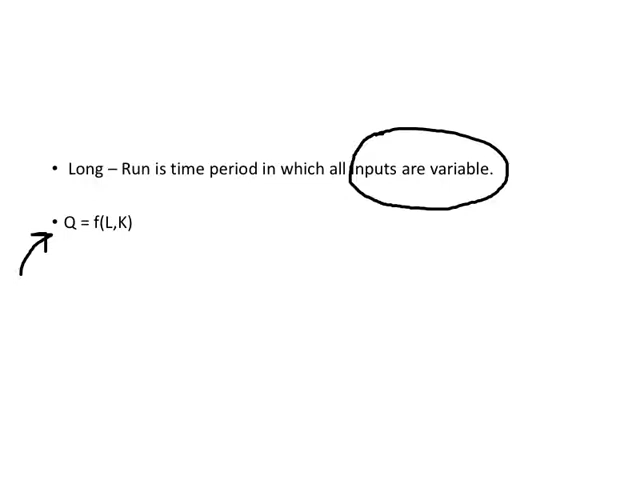 • Long – Run is time period in which all inputs are variable.
• Q = f(L,K)